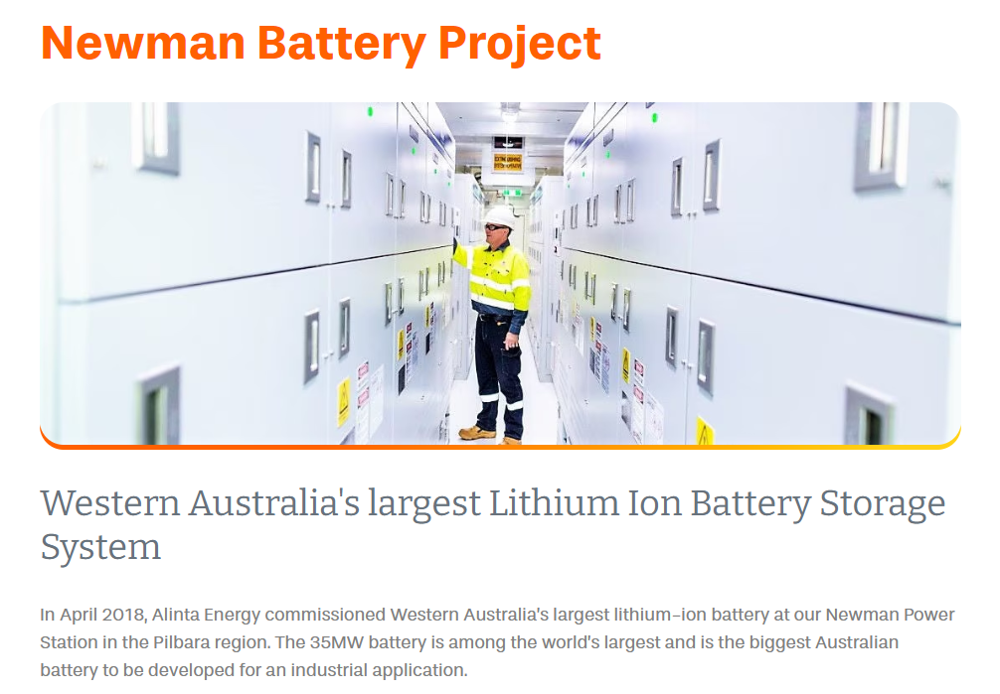 Newman Battery Project
Western Australia's largest Lithium Ion Battery Storage
System
In April 2018, Alinta Energy commissioned Western Australia's largest lithium-ion battery at our Newman Power
Station in the Pilbara region. The 35MW battery is among the world's largest and is the biggest Australian
battery to be developed for an industrial application.